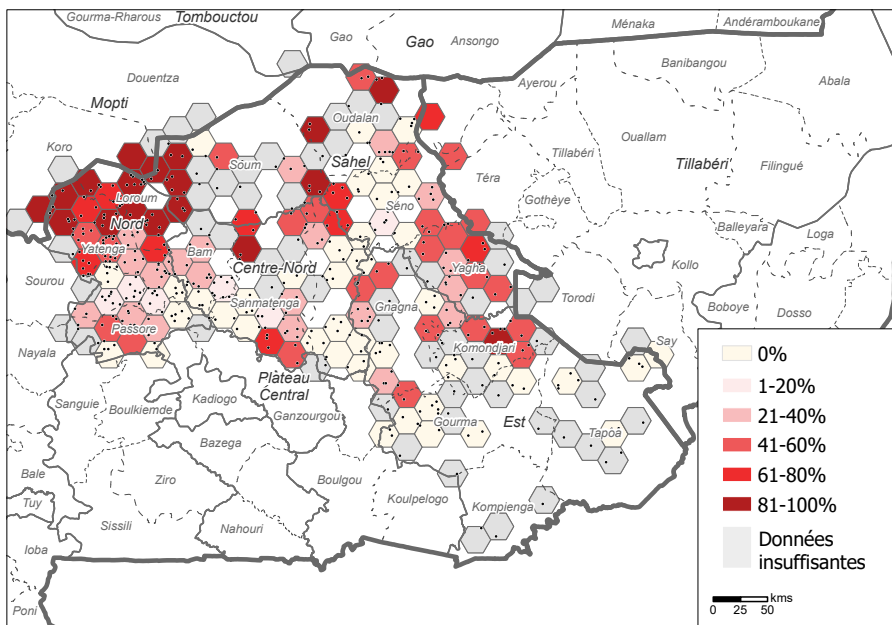 Gourma-Rharous
Tombouctou
Gao
Gao
Ansongo
Ménaka
Andéramboukane
Douentza
Mopti
Koro
Oudalan
Ayerou
Banibangou
Abala
Soum
Sahel
Tillabéri
Ouallam
Tillabéri
Filingué
Téra
Loroum
Nord
Séno
Gothèye
Balleyara
Loga
Yatenga
Bam
Centre-Nord
Yagha
Kollo
Sourou
Sanmatenga
Gnagna
Torodi
Boboye
Dosso
Passore
Nayala
Komondjari
Say
Plateau
Central
Sanguie
Boulkiemde
Kadiogo
Ganzourgou
Gourma
Est
Tapoa
Bazega
Bale
Ziro
Boulgou
Koulpelogo
Kompienga
Tuy
Sissili
Nahouri
Ioba
Poni
0%
1-20%
21-40%
41-60%
61-80%
81-100%
Données
insuffisantes
kms
0 25 50